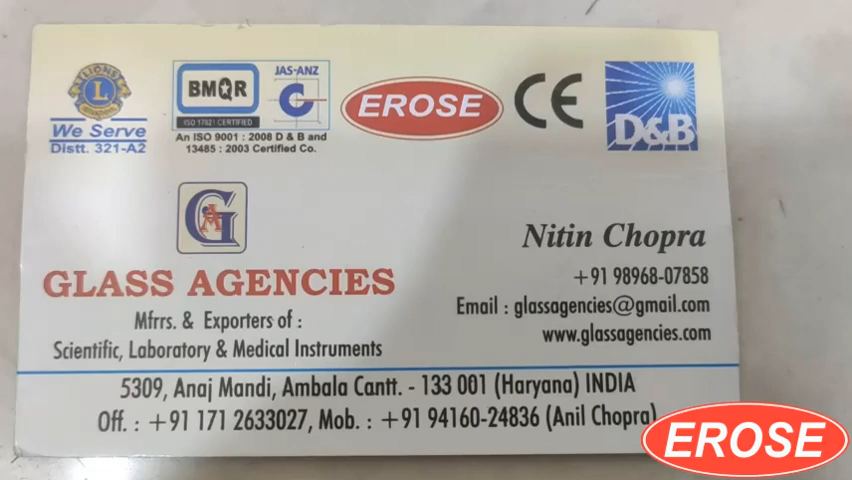 LIONS
L
We Serve
Distt. 321-A2
BMQR
ISO 17021 CERTIFIED
JAS-ANZ
An ISO 9001 : 2008 D & B and
13485 : 2003 Certified Co.
EROSE
CE
D&B
GA
GLASS AGENCIES
Mfrrs. & Exporters of :
Scientific, Laboratory & Medical Instruments
Nitin Chopra
+91 98968-07858
Email : glassagencies@gmail.com
www.glassagencies.com
5309, Anaj Mandi, Ambala Cantt. - 133 001 (Haryana) INDIA
Off. : +91 171 2633027, Mob. : +91 94160-24836 (Anil Chopra)
EROSE